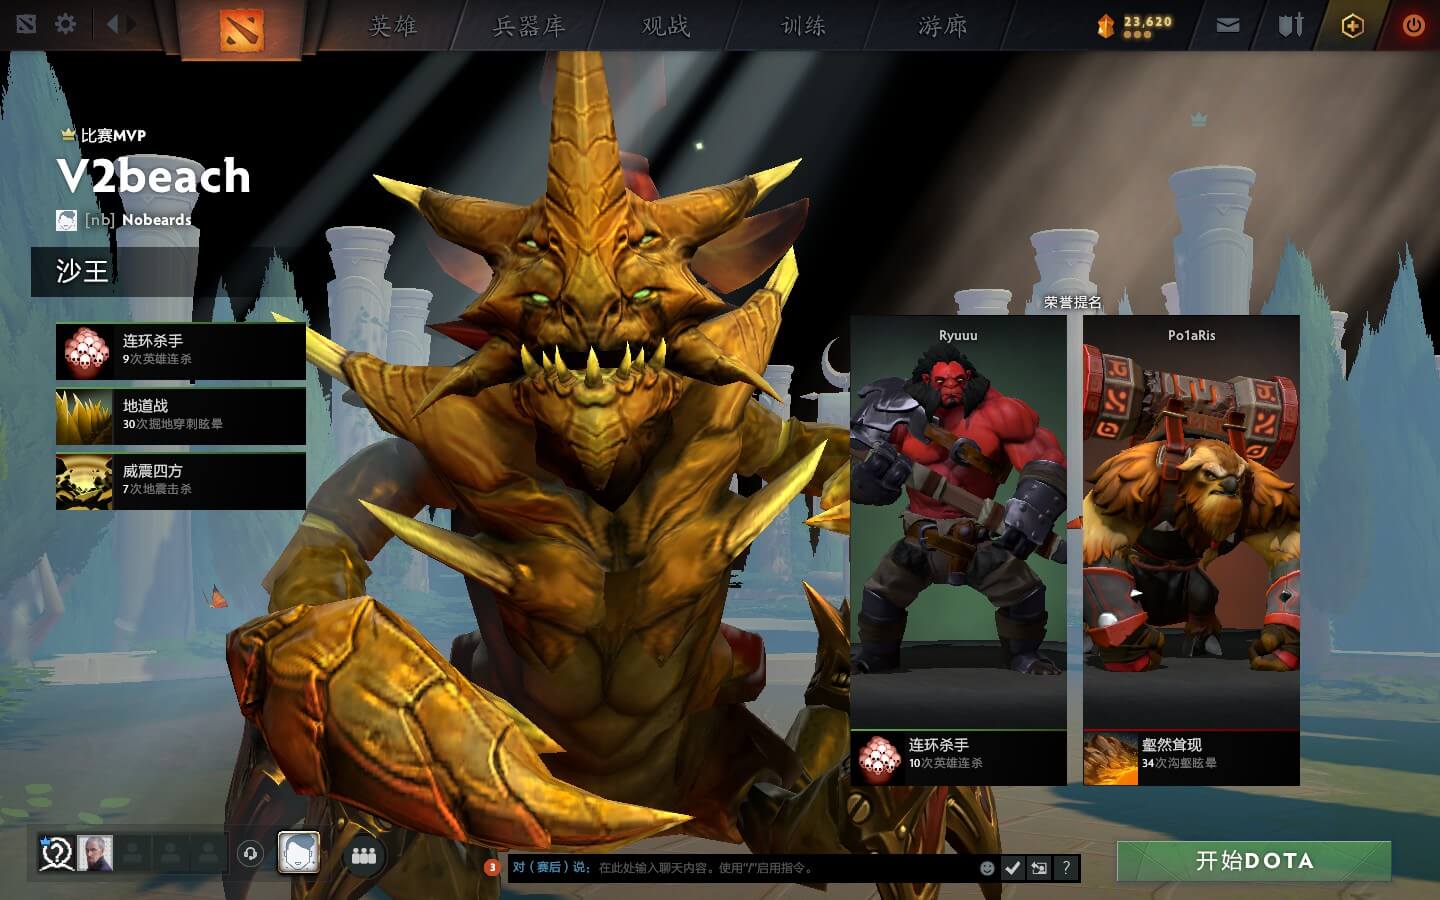 英雄
兵器库
观战
训练
游廊
23,620
比赛MVP
V2beach
[nb] Nobeards
沙王
连环杀手
9次英雄连杀
地道战
30次掘地穿刺眩晕
威震四方
7次地震击杀
荣誉提名
Ryuuu
Po1aRis
连环杀手
10次英雄连杀
壑然耸现
34次沟壑眩晕
3
对（赛后）说：在此处输入聊天内容。使用“/”启用指令。
?
开始DOTA